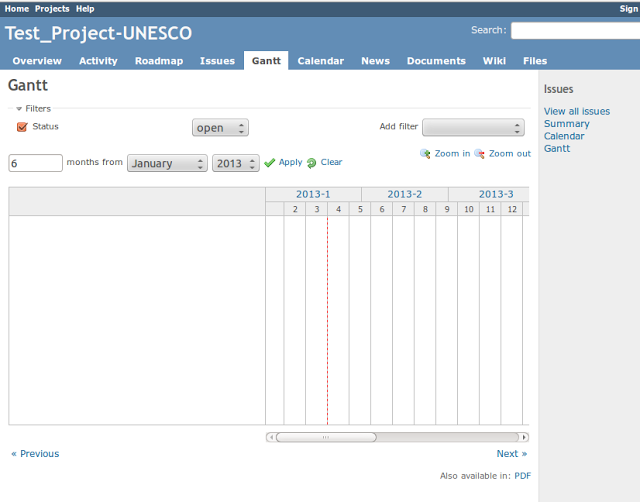 Home Projects Help Sign
Test_Project-UNESCO
Search:
Overview Activity Roadmap Issues Gantt Calendar News Documents Wiki Files
Gantt
Filters
Status open Add filter
6 months from January 2013 Apply Clear
Zoom in Zoom out
2013-1 2013-2 2013-3
2 3 4 5 6 7 8 9 10 11 12
« Previous Next »
Also available in: PDF
Issues
View all issues
Summary
Calendar
Gantt